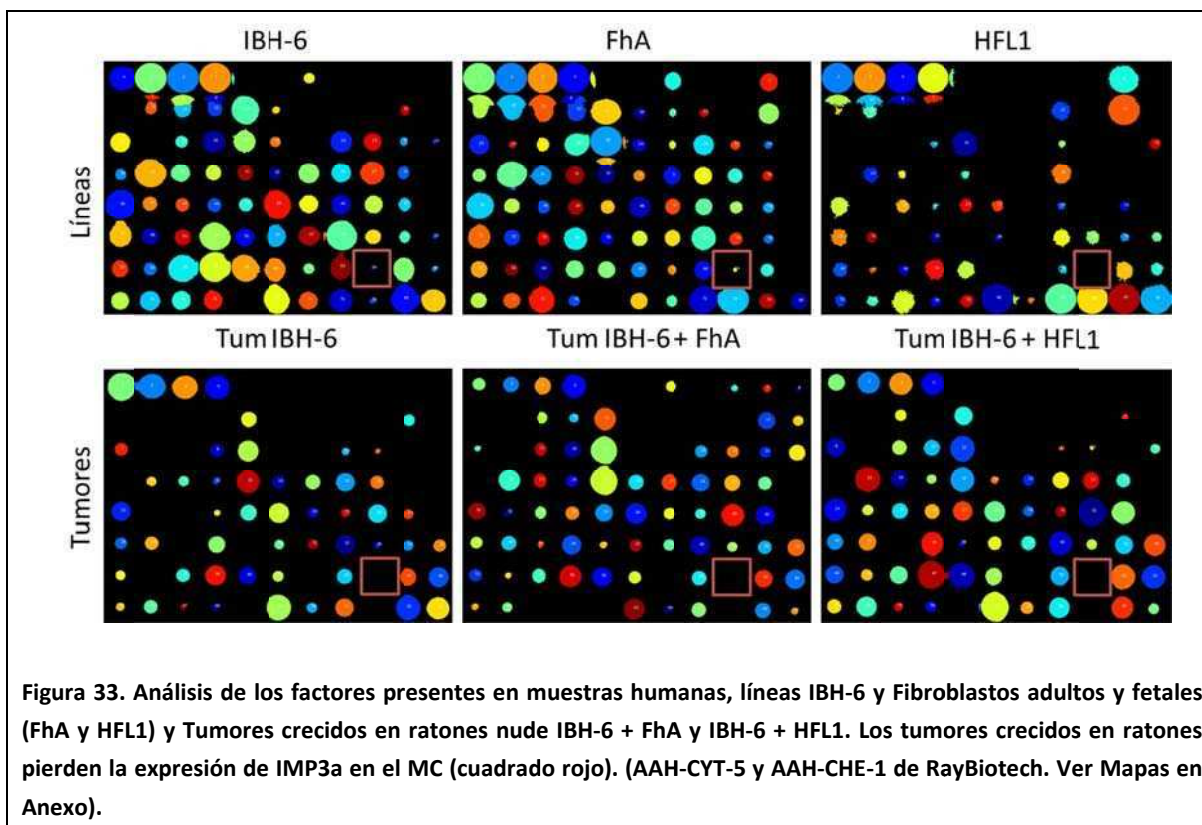 IBH-6 FhA HFL1
Líneas
Tum IBH-6 Tum IBH-6 + FhA Tum IBH-6 + HFL1
Tumores
Figura 33. Análisis de los factores presentes en muestras humanas, líneas IBH-6 y Fibroblastos adultos y fetales
(FhA y HFL1) y Tumores crecidos en ratones nude IBH-6 + FhA y IBH-6 + HFL1. Los tumores crecidos en ratones
pierden la expresión de IMP3a en el MC (cuadrado rojo). (AAH-CYT-5 y AAH-CHE-1 de RayBiotech. Ver Mapas en
Anexo).